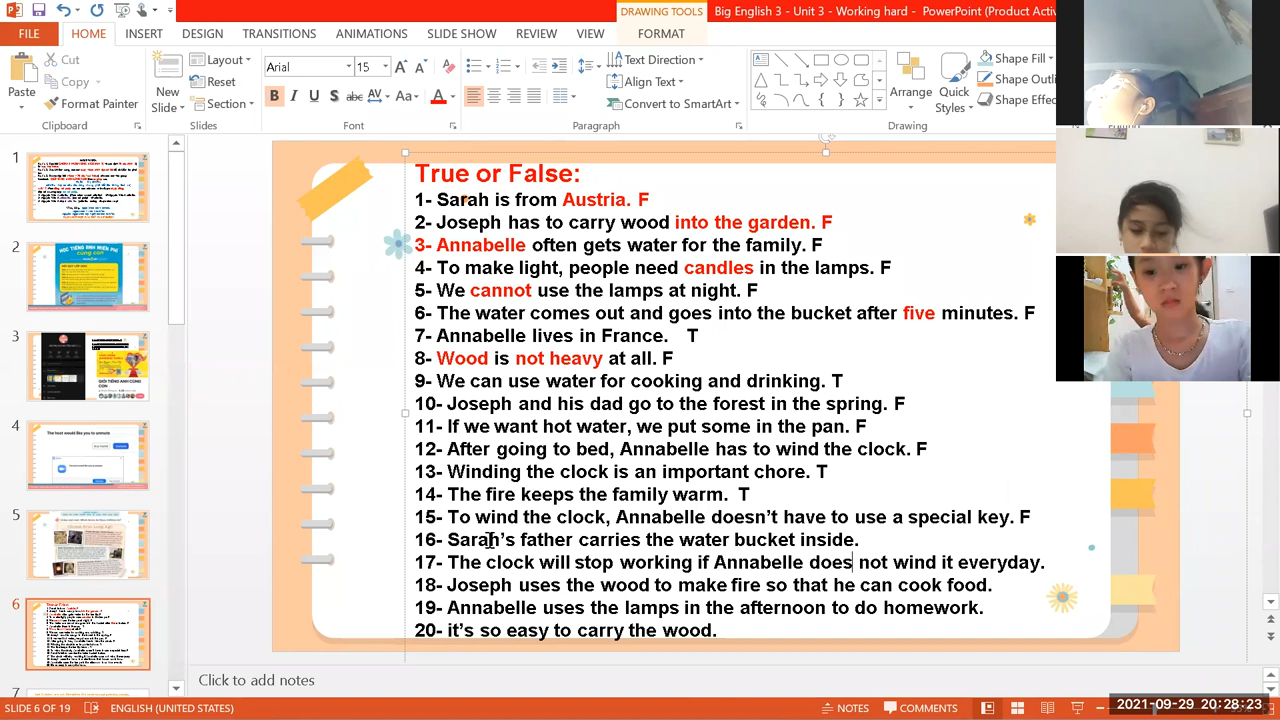 DRAWING TOOLS
Big English 3 - Unit 3 - Working hard - PowerPoint (Product Activ
FILE HOME INSERT DESIGN TRANSITIONS ANIMATIONS SLIDE SHOW REVIEW VIEW FORMAT
Cut
Copy
Format Painter
Paste
New
Slide
Layout
Reset
Section
Arial 15
B I U S abc AV Aa A
Text Direction
Align Text
Convert to SmartArt
Arrange
Quick
Styles
Shape Fill
Shape Outli
Shape Effec
Clipboard Slides Font Paragraph Drawing
1
2
3
4
5
6
7
True or False:
1- Sarah is from Austria. F
2- Joseph has to carry wood into the garden. F
3- Annabelle often gets water for the family. F
4- To make light, people need candles in the lamps. F
5- We cannot use the lamps at night. F
6- The water comes out and goes into the bucket after five minutes. F
7- Annabelle lives in France. T
8- Wood is not heavy at all. F
9- We can use water for cooking and drinking. T
10- Joseph and his dad go to the forest in the spring. F
11- If we want hot water, we put some in the pan. F
12- After going to bed, Annabelle has to wind the clock. F
13- Winding the clock is an important chore. T
14- The fire keeps the family warm. T
15- To wind the clock, Annabelle doesn't have to use a special key. F
16- Sarah's father carries the water bucket inside.
17- The clock will stop working if Annabelle does not wind it everyday.
18- Joseph uses the wood to make fire so that he can cook food.
19- Annabelle uses the lamps in the afternoon to do homework.
20- it's so easy to carry the wood.
Click to add notes
SLIDE 6 OF 19 ENGLISH (UNITED STATES) NOTES COMMENTS
2021-09-29 20:28:23